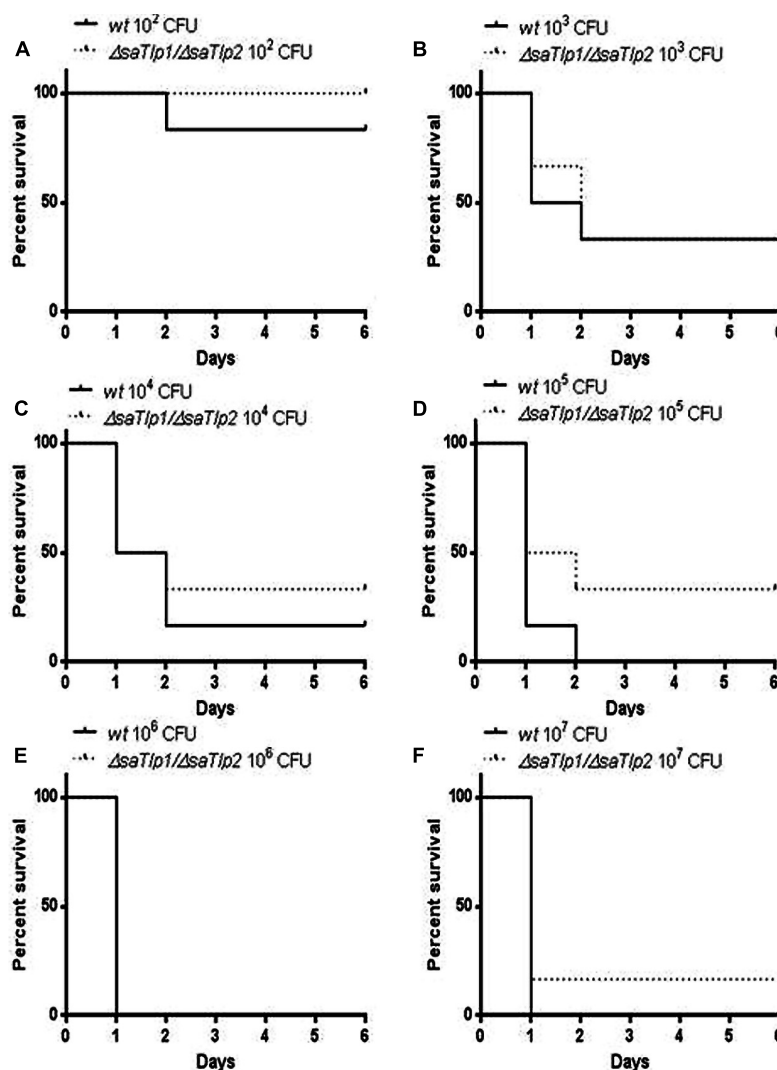 A
wt 10² CFU
ΔsaTlp1/ΔsaTlp2 10² CFU
Percent survival
100
50
0
0 1 2 3 4 5 6
Days
B
wt 10³ CFU
ΔsaTlp1/ΔsaTlp2 10³ CFU
Percent survival
100
50
0
0 1 2 3 4 5 6
Days
C
wt 10⁴ CFU
ΔsaTlp1/ΔsaTlp2 10⁴ CFU
Percent survival
100
50
0
0 1 2 3 4 5 6
Days
D
wt 10⁵ CFU
ΔsaTlp1/ΔsaTlp2 10⁵ CFU
Percent survival
100
50
0
0 1 2 3 4 5 6
Days
E
wt 10⁶ CFU
ΔsaTlp1/ΔsaTlp2 10⁶ CFU
Percent survival
100
50
0
0 1 2 3 4 5 6
Days
F
wt 10⁷ CFU
ΔsaTlp1/ΔsaTlp2 10⁷ CFU
Percent survival
100
50
0
0 1 2 3 4 5 6
Days